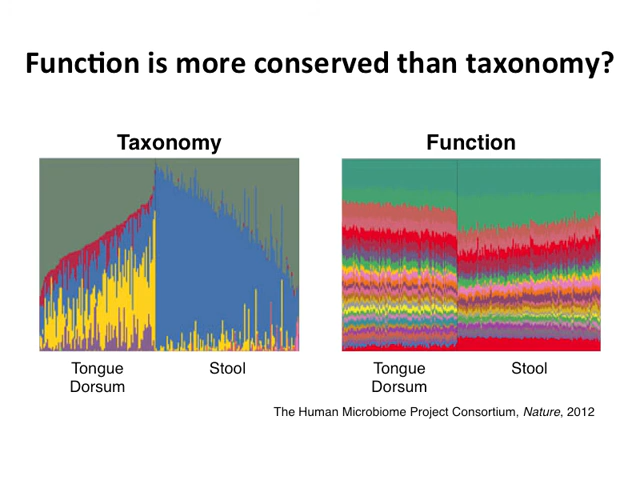 Function is more conserved than taxonomy?
Taxonomy
Function
Tongue
Dorsum
Stool
Tongue
Dorsum
Stool
The Human Microbiome Project Consortium, Nature, 2012